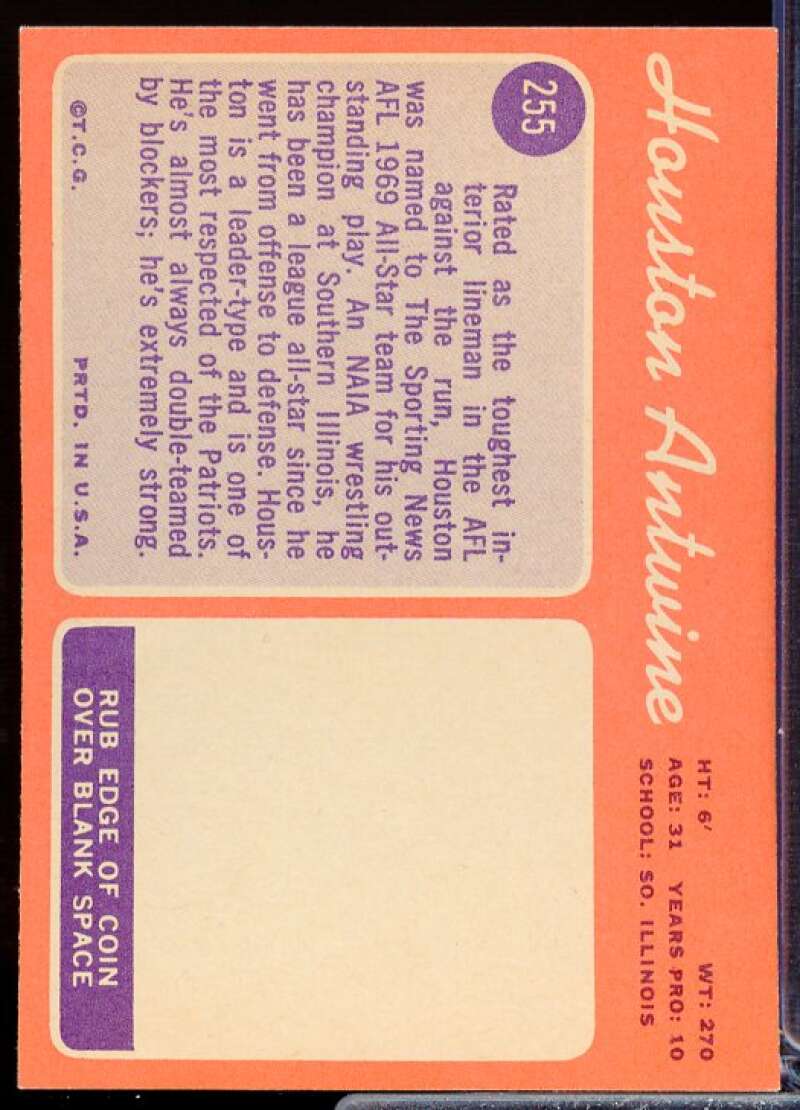 Houston Antwine
HT: 6' WT: 270
AGE: 31 YEARS PRO: 10
SCHOOL: SO. ILLINOIS
255
Rated as the toughest in-
terior lineman in the AFL
against the run, Houston
was named to The Sporting News
AFL 1969 All-Star team for his out-
standing play. An NAIA wrestling
champion at Southern Illinois, he
has been a league all-star since he
went from offense to defense. Hous-
ton is a leader-type and is one of
the most respected of the Patriots.
He's almost always double-teamed
by blockers; he's extremely strong.
©T.C.G. PRTD. IN U.S.A.
RUB EDGE OF COIN
OVER BLANK SPACE